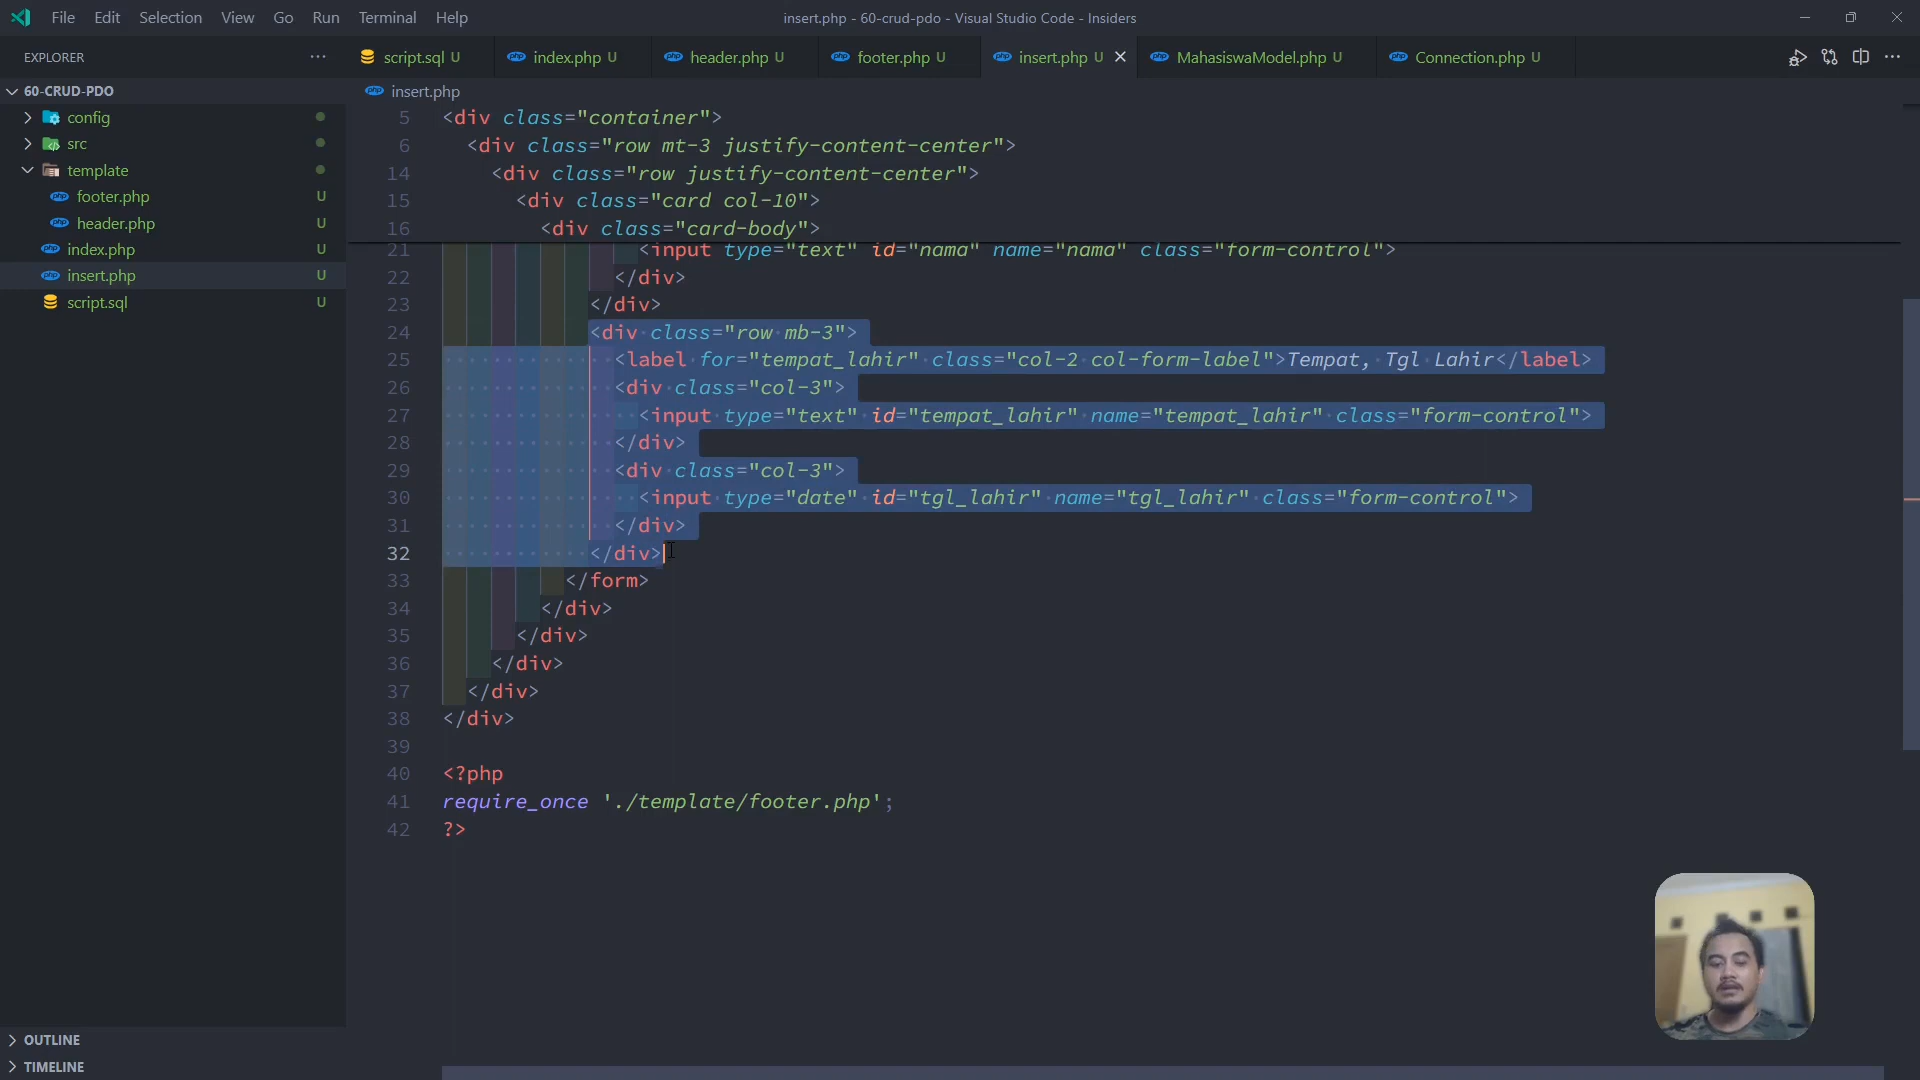 File Edit Selection View Go Run Terminal Help
insert.php - 60-crud-pdo - Visual Studio Code - Insiders
EXPLORER ···
script.sql U
index.php U
header.php U
footer.php U
insert.php U
MahasiswaModel.php U
Connection.php U
60-CRUD-PDO
config
src
template
footer.php U
header.php U
index.php U
insert.php U
script.sql U
OUTLINE
TIMELINE
insert.php
5 <div class="container">
6 <div class="row mt-3 justify-content-center">
14 <div class="row justify-content-center">
15 <div class="card col-10">
16 <div class="card-body">
21 <input type="text" id="nama" name="nama" class="form-control">
22 </div>
23 </div>
24 <div class="row mb-3">
25 <label for="tempat_lahir" class="col-2 col-form-label">Tempat, Tgl Lahir</label>
26 <div class="col-3">
27 <input type="text" id="tempat_lahir" name="tempat_lahir" class="form-control">
28 </div>
29 <div class="col-3">
30 <input type="date" id="tgl_lahir" name="tgl_lahir" class="form-control">
31 </div>
32 </div>
33 </form>
34 </div>
35 </div>
36 </div>
37 </div>
38 </div>
39
40 <?php
41 require_once './template/footer.php';
42 ?>